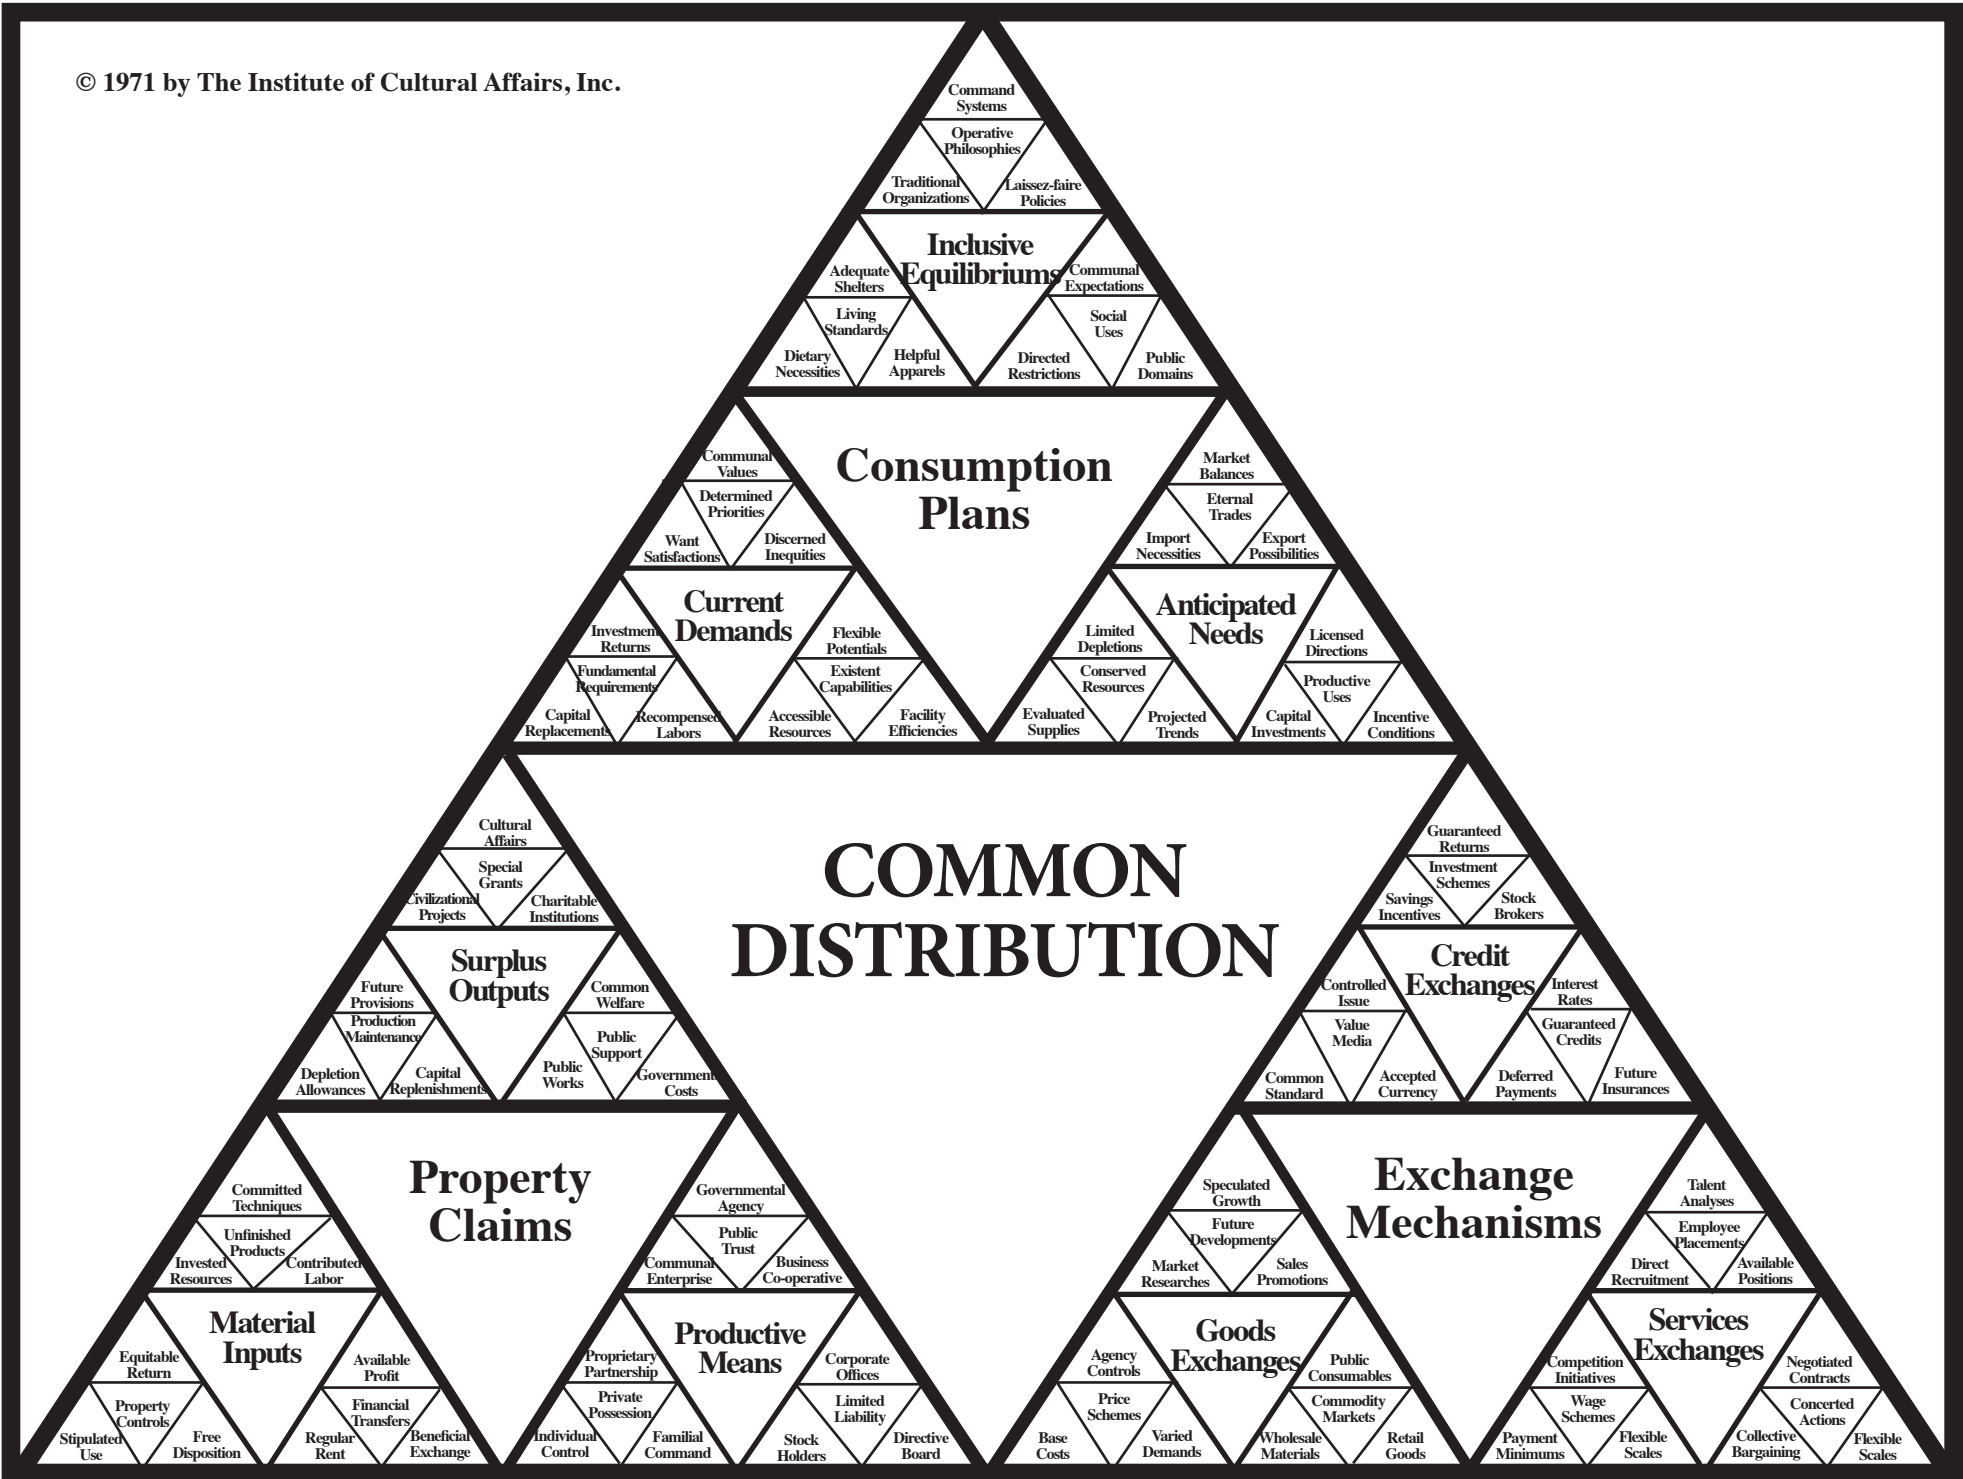 © 1971 by The Institute of Cultural Affairs, Inc.
Command
Systems
Operative
Philosophies
Traditional
Organizations
Laissez-faire
Policies
Inclusive
Equilibriums
Adequate
Shelters
Living
Standards
Dietary
Necessities
Helpful
Apparels
Communal
Expectations
Social
Uses
Directed
Restrictions
Public
Domains
Consumption
Plans
Communal
Values
Determined
Priorities
Want
Satisfactions
Discerned
Inequities
Current
Demands
Investment
Returns
Fundamental
Requirements
Capital
Replacements
Recompensed
Labors
Flexible
Potentials
Existent
Capabilities
Accessible
Resources
Facility
Efficiencies
Market
Balances
Eternal
Trades
Import
Necessities
Export
Possibilities
Anticipated
Needs
Limited
Depletions
Conserved
Resources
Evaluated
Supplies
Projected
Trends
Licensed
Directions
Productive
Uses
Capital
Investments
Incentive
Conditions
COMMON
DISTRIBUTION
Cultural
Affairs
Special
Grants
Civilizational
Projects
Charitable
Institutions
Surplus
Outputs
Future
Provisions
Production
Maintenance
Depletion
Allowances
Capital
Replenishments
Common
Welfare
Public
Support
Public
Works
Government
Costs
Property
Claims
Committed
Techniques
Unfinished
Products
Invested
Resources
Contributed
Labor
Material
Inputs
Equitable
Return
Property
Controls
Stipulated
Use
Free
Disposition
Available
Profit
Financial
Transfers
Regular
Rent
Beneficial
Exchange
Governmental
Agency
Public
Trust
Communal
Enterprise
Business
Co-operative
Productive
Means
Proprietary
Partnership
Private
Possession
Individual
Control
Familial
Command
Corporate
Offices
Limited
Liability
Stock
Holders
Directive
Board
Guaranteed
Returns
Investment
Schemes
Savings
Incentives
Stock
Brokers
Credit
Exchanges
Controlled
Issue
Value
Media
Common
Standard
Accepted
Currency
Interest
Rates
Guaranteed
Credits
Deferred
Payments
Future
Insurances
Exchange
Mechanisms
Speculated
Growth
Future
Developments
Market
Researches
Sales
Promotions
Goods
Exchanges
Agency
Controls
Price
Schemes
Base
Costs
Varied
Demands
Public
Consumables
Commodity
Markets
Wholesale
Materials
Retail
Goods
Talent
Analyses
Employee
Placements
Direct
Recruitment
Available
Positions
Services
Exchanges
Competition
Initiatives
Wage
Schemes
Payment
Minimums
Flexible
Scales
Negotiated
Contracts
Concerted
Actions
Collective
Bargaining
Flexible
Scales